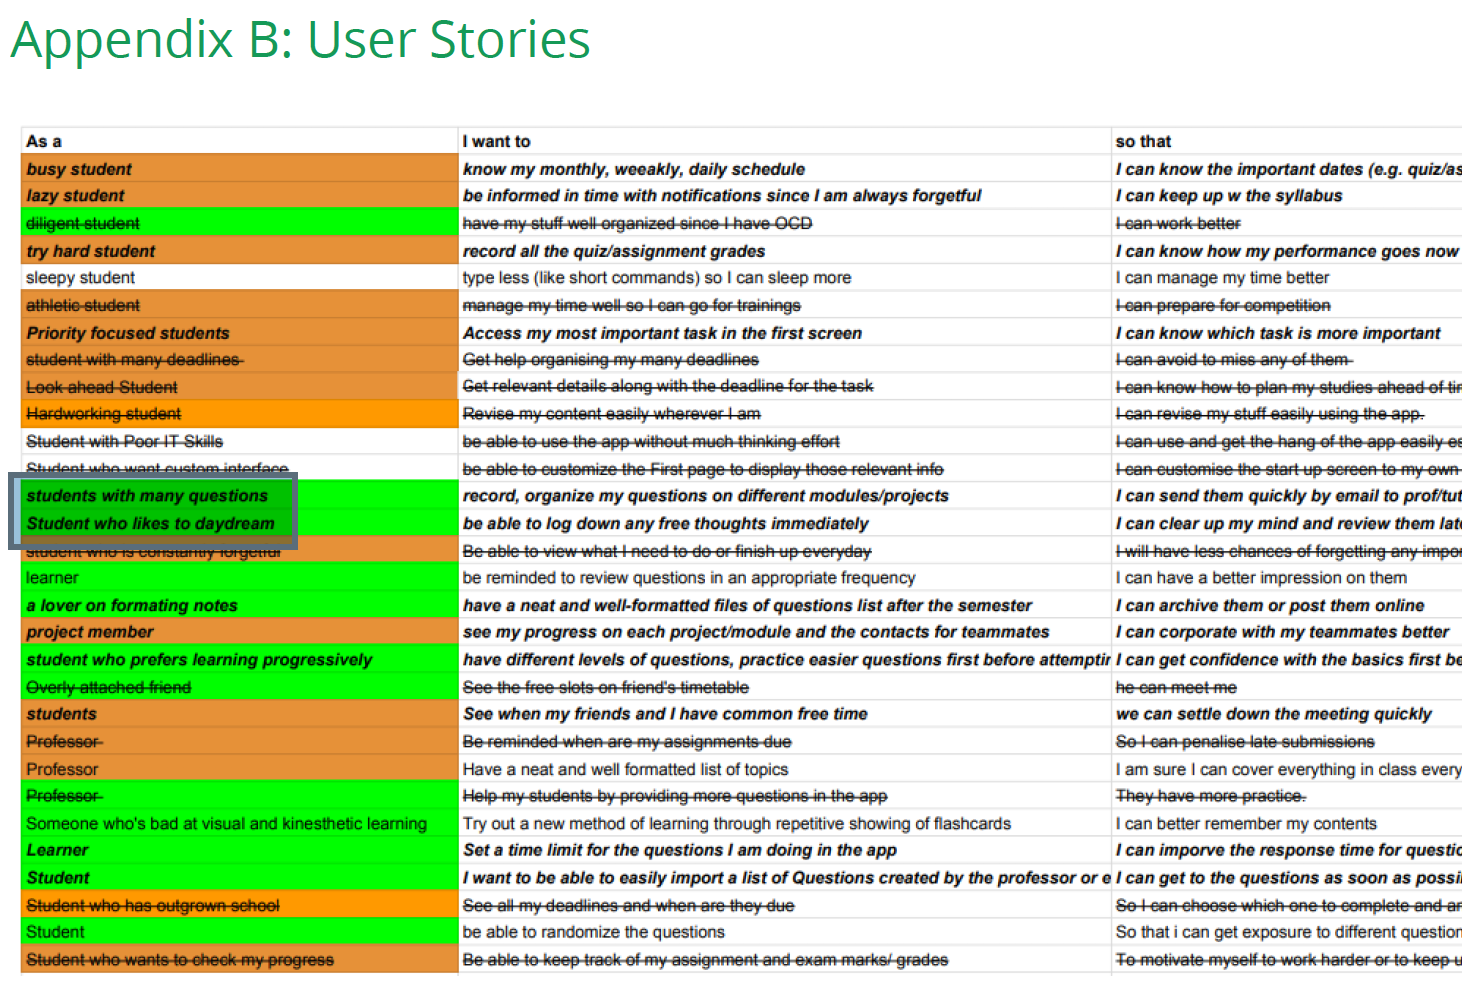 Appendix B: User Stories
As a I want to so that
busy student know my monthly, weeakly, daily schedule I can know the important dates (e.g. quiz/as
lazy student be informed in time with notifications since I am always forgetful I can keep up w the syllabus
diligent student have my stuff well organized since I have OCD I can work better
try hard student record all the quiz/assignment grades I can know how my performance goes now
sleepy student type less (like short commands) so I can sleep more I can manage my time better
athletic student manage my time well so I can go for trainings I can prepare for competition
Priority focused students Access my most important task in the first screen I can know which task is more important
student with many deadlines Get help organising my many deadlines I can avoid to miss any of them
Look ahead Student Get relevant details along with the deadline for the task I can know how to plan my studies ahead of tir
Hardworking student Revise my content easily wherever I am I can revise my stuff easily using the app.
Student with Poor IT Skills be able to use the app without much thinking effort I can use and get the hang of the app easily es
Student who want custom interface be able to customize the First page to display those relevant info I can customise the start up screen to my own
students with many questions record, organize my questions on different modules/projects I can send them quickly by email to prof/tut
Student who likes to daydream be able to log down any free thoughts immediately I can clear up my mind and review them late
student who is constantly forgetful Be able to view what I need to do or finish up everyday I will have less chances of forgetting any impor
learner be reminded to review questions in an appropriate frequency I can have a better impression on them
a lover on formating notes have a neat and well-formatted files of questions list after the semester I can archive them or post them online
project member see my progress on each project/module and the contacts for teammates I can corporate with my teammates better
student who prefers learning progressively have different levels of questions, practice easier questions first before attemptin I can get confidence with the basics first be
Overly attached friend See the free slots on friend's timetable he can meet me
students See when my friends and I have common free time we can settle down the meeting quickly
Professor Be reminded when are my assignments due So I can penalise late submissions
Professor Have a neat and well formatted list of topics I am sure I can cover everything in class every
Professor Help my students by providing more questions in the app They have more practice.
Someone who's bad at visual and kinesthetic learning Try out a new method of learning through repetitive showing of flashcards I can better remember my contents
Learner Set a time limit for the questions I am doing in the app I can imporve the response time for questic
Student I want to be able to easily import a list of Questions created by the professor or e I can get to the questions as soon as possil
Student who has outgrown school See all my deadlines and when are they due So I can choose which one to complete and ar
Student be able to randomize the questions So that i can get exposure to different question
Student who wants to check my progress Be able to keep track of my assignment and exam marks/ grades To motivate myself to work harder or to keep u